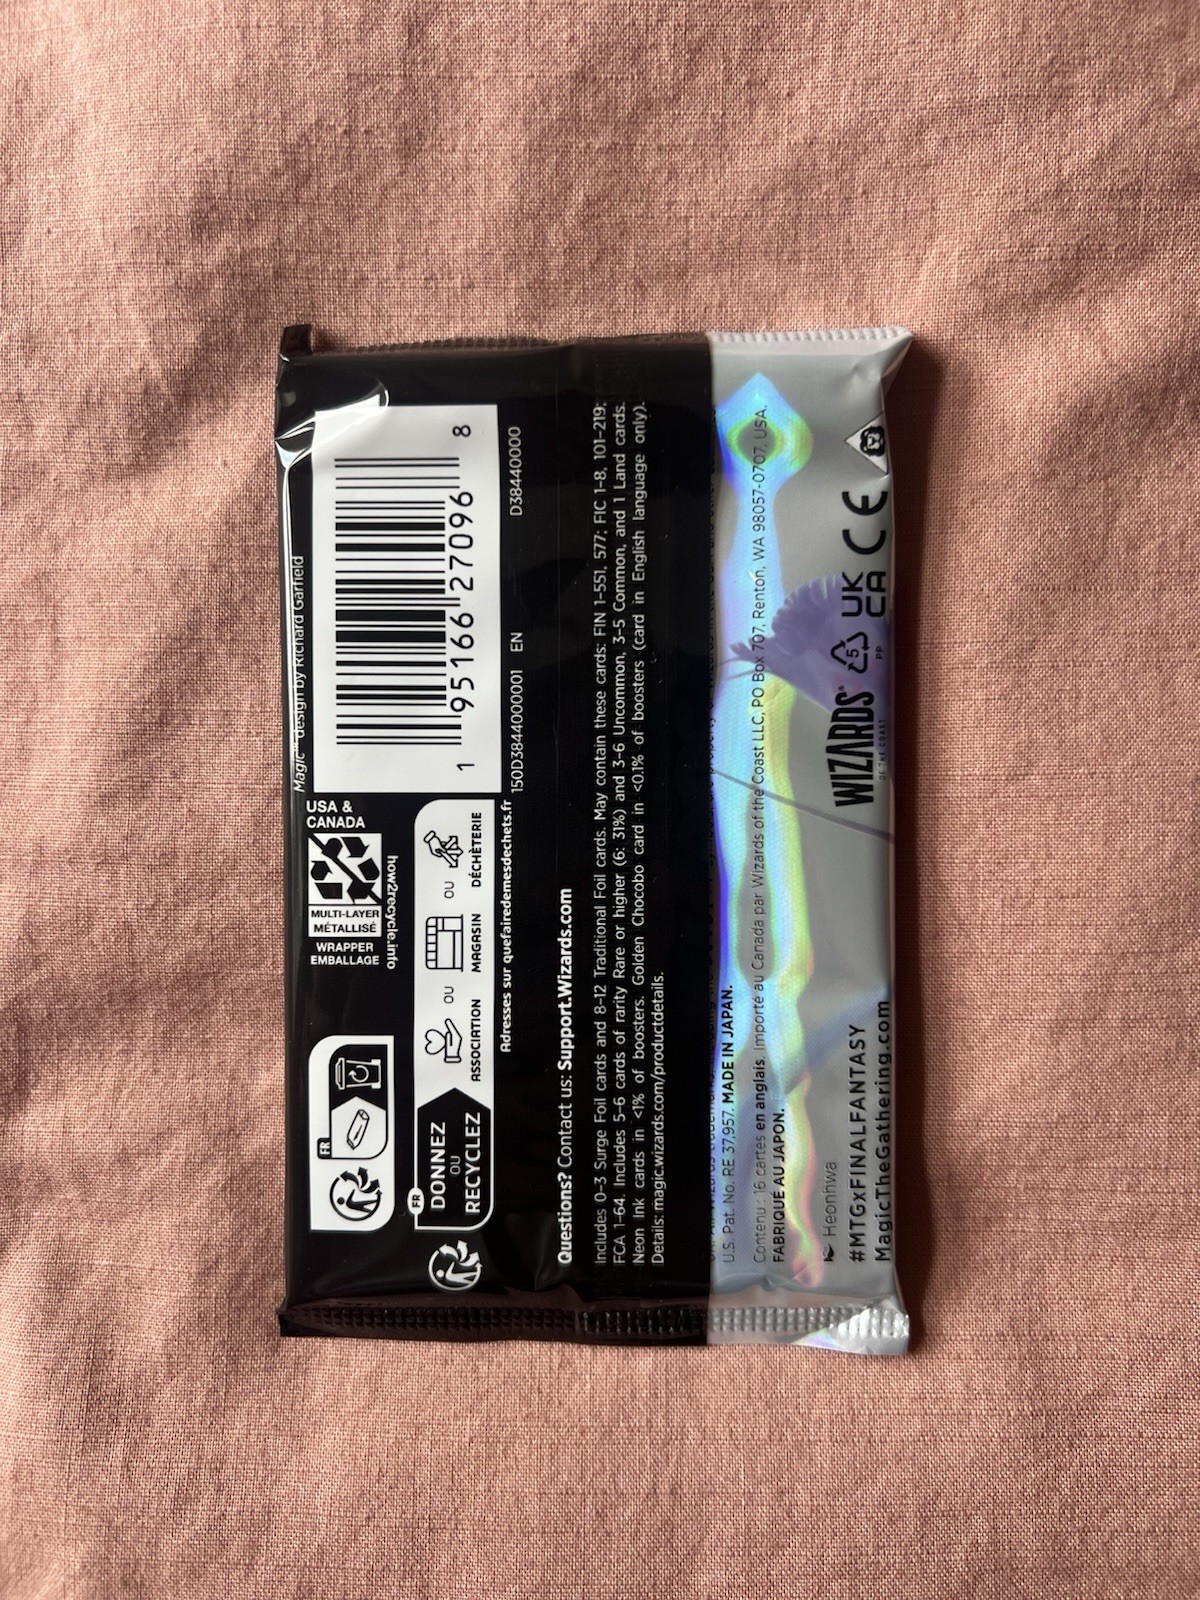 Magic™ design by Richard Garfield
1 95166 27096 8
150D38440000001 EN D38440000
USA &
CANADA
MULTI-LAYER
MÉTALLISÉ
WRAPPER
EMBALLAGE
how2recycle.info
FR
FR
DONNEZ
OU
RECYCLEZ
ASSOCIATION OU MAGASIN OU DÉCHÈTERIE
Adresses sur quefairedemesdechets.fr
Questions? Contact us: Support.Wizards.com
Includes 0-3 Surge Foil cards and 8-12 Traditional Foil cards. May contain these cards: FIN 1-551, 577; FIC 1-8, 101-219;
FCA 1-64. Includes 5-6 cards of rarity Rare or higher (6: 31%) and 3-6 Uncommon, 3-5 Common, and 1 Land cards.
Neon Ink cards in <1% of boosters. Golden Chocobo card in <0.1% of boosters (card in English language only).
Details: magic.wizards.com/productdetails.
U.S. Pat. No. RE 37,957. MADE IN JAPAN.
Contenu : 16 cartes en anglais. Importé au Canada par Wizards of the Coast LLC, PO Box 707, Renton, WA 98057-0707, USA.
FABRIQUÉ AU JAPON.
Heonhwa
#MTGxFINALFANTASY
MagicTheGathering.com
WIZARDS®
OF THE COAST
5
PP
UK
CA
CE